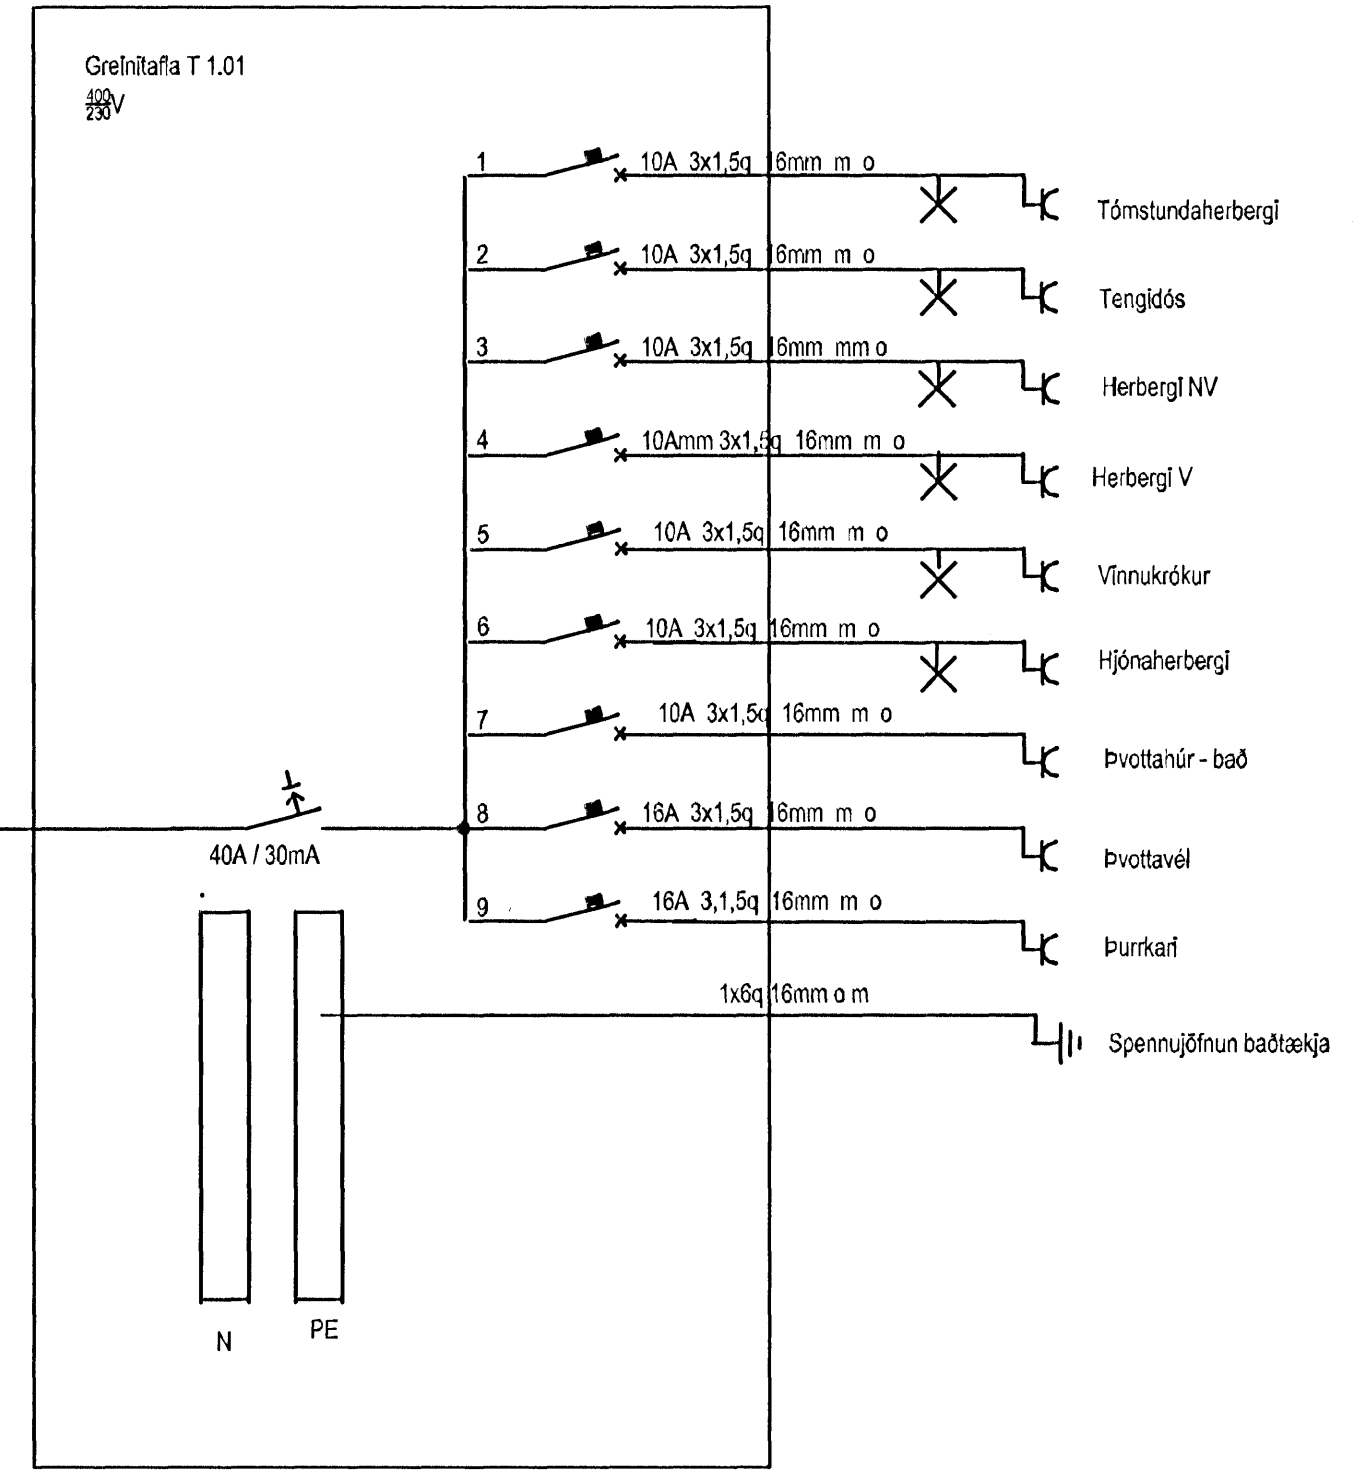 Greinitafla T 1.01
400
230 V
1 10A 3x1,5q 16mm m o
Tómstundaherbergi
2 10A 3x1,5q 16mm m o
Tengidós
3 10A 3x1,5q 16mm mm o
Herbergi NV
4 10Amm 3x1,5q 16mm m o
Herbergi V
5 10A 3x1,5q 16mm m o
Vinnukrókur
6 10A 3x1,5q 16mm m o
Hjónaherbergi
7 10A 3x1,5q 16mm m o
Þvottahúr - bað
8 16A 3x1,5q 16mm m o
40A / 30mA
Þvottavél
9 16A 3,1,5q 16mm m o
Þurrkari
1x6q 16mm o m
Spennujöfnun baðtækja
N
PE